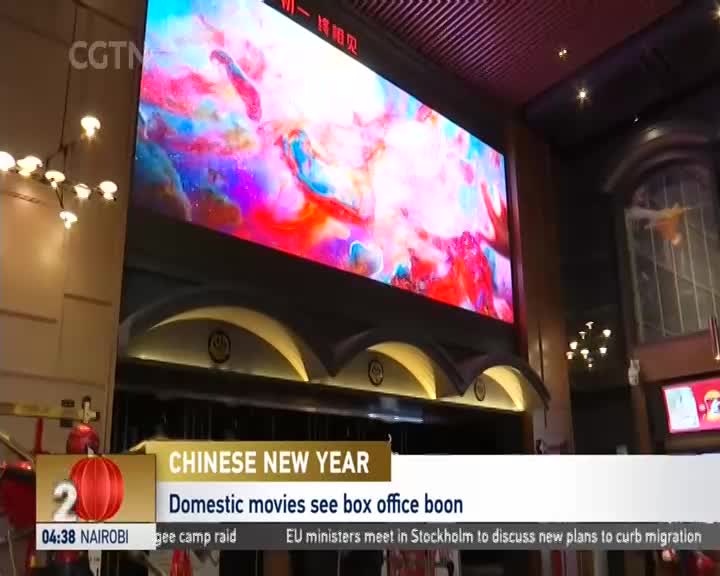 初一 缘相见
CGTN
CHINESE NEW YEAR
2
Domestic movies see box office boon
04:38 NAIROBI
gee camp raid EU ministers meet in Stockholm to discuss new plans to curb migration